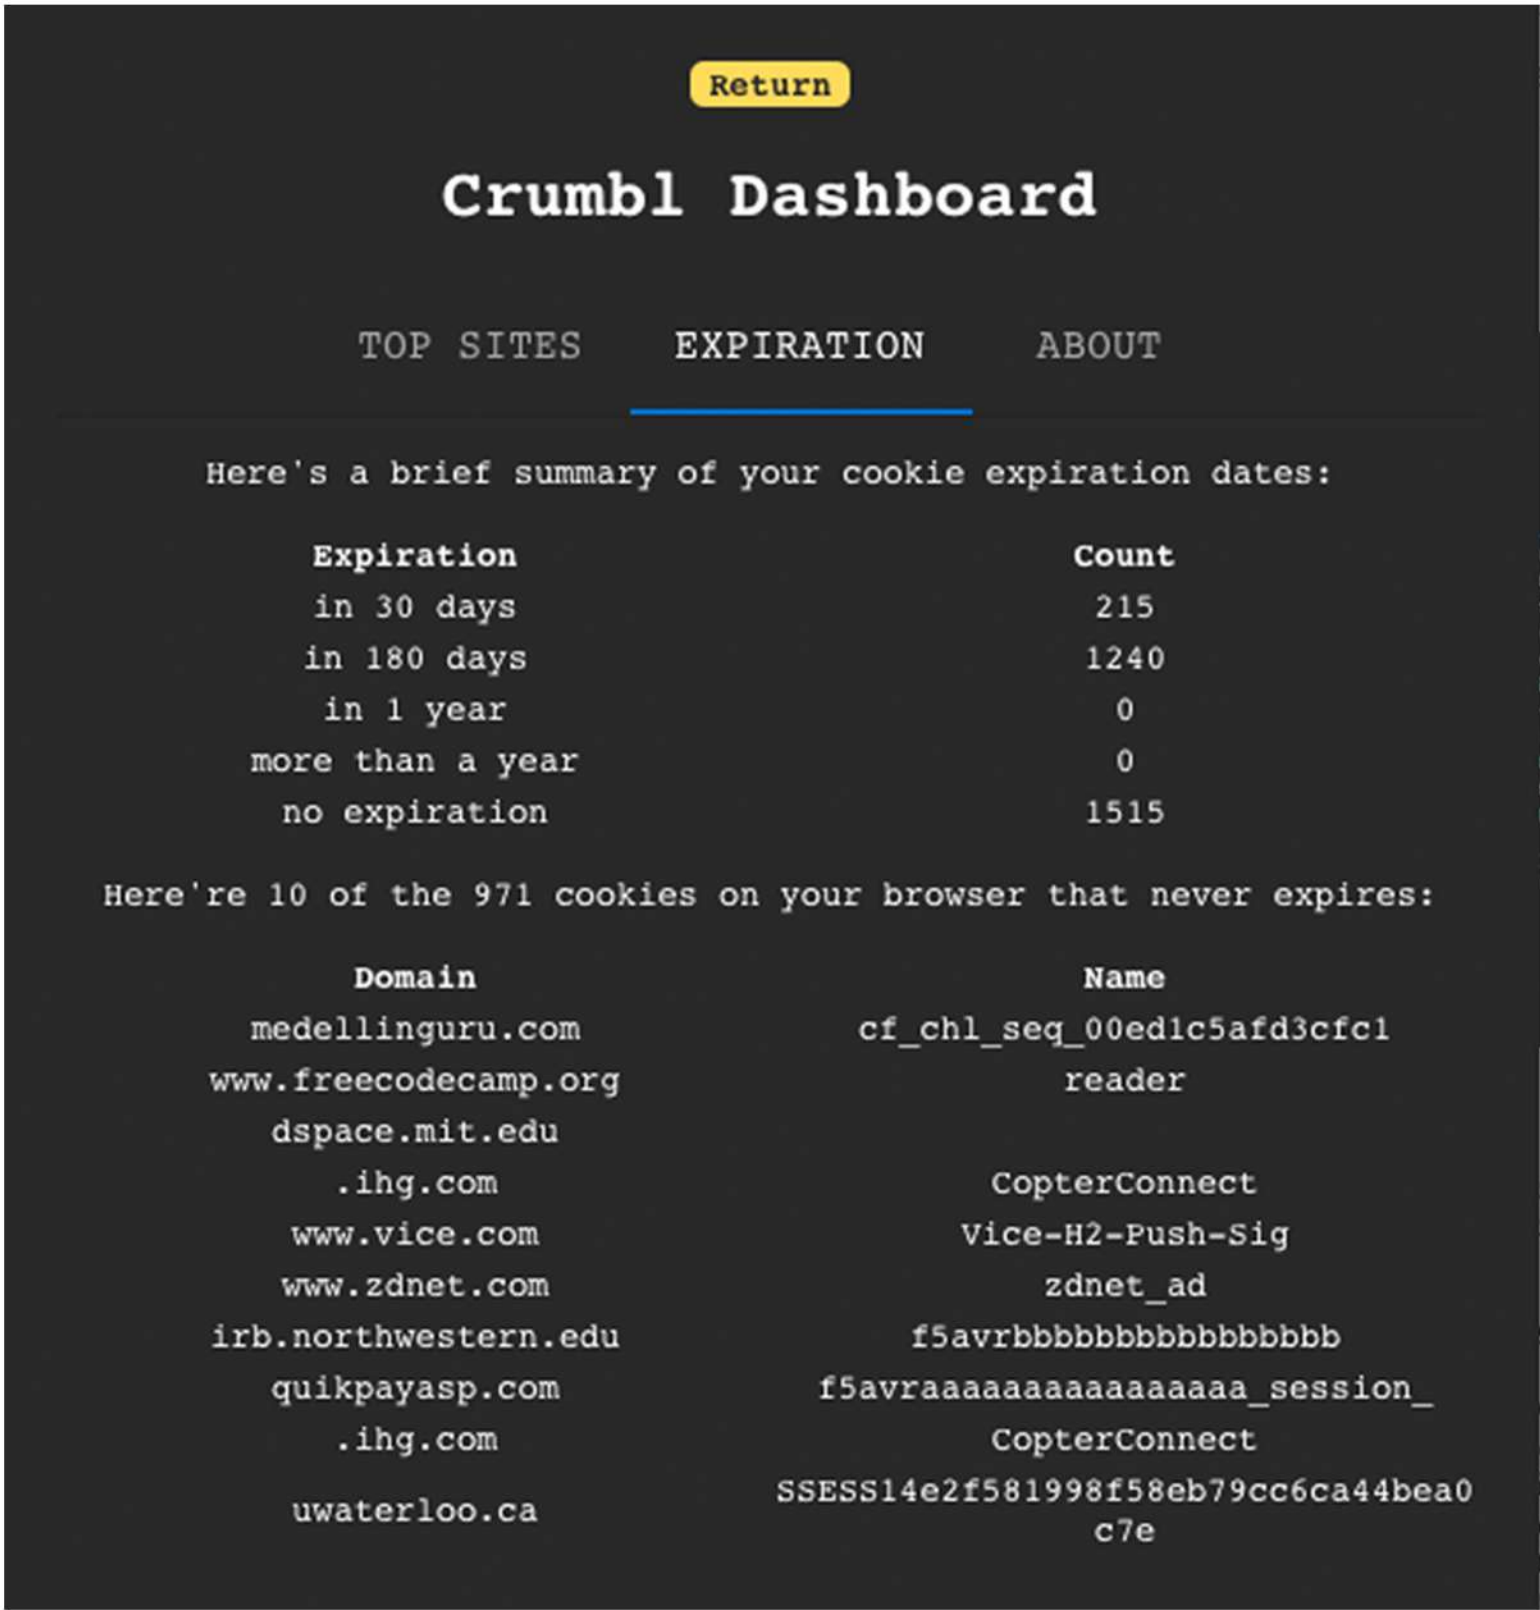 Return
Crumbl Dashboard
TOP SITES EXPIRATION ABOUT
Here's a brief summary of your cookie expiration dates:
Expiration Count
in 30 days 215
in 180 days 1240
in 1 year 0
more than a year 0
no expiration 1515
Here're 10 of the 971 cookies on your browser that never expires:
Domain Name
medellinguru.com cf_chl_seq_00ed1c5afd3cfc1
www.freecodecamp.org reader
dspace.mit.edu
.ihg.com CopterConnect
www.vice.com Vice-H2-Push-Sig
www.zdnet.com zdnet_ad
irb.northwestern.edu f5avrbbbbbbbbbbbbbbbb
quikpayasp.com f5avraaaaaaaaaaaaaaaa_session_
.ihg.com CopterConnect
uwaterloo.ca SSESS14e2f581998f58eb79cc6ca44bea0
c7e